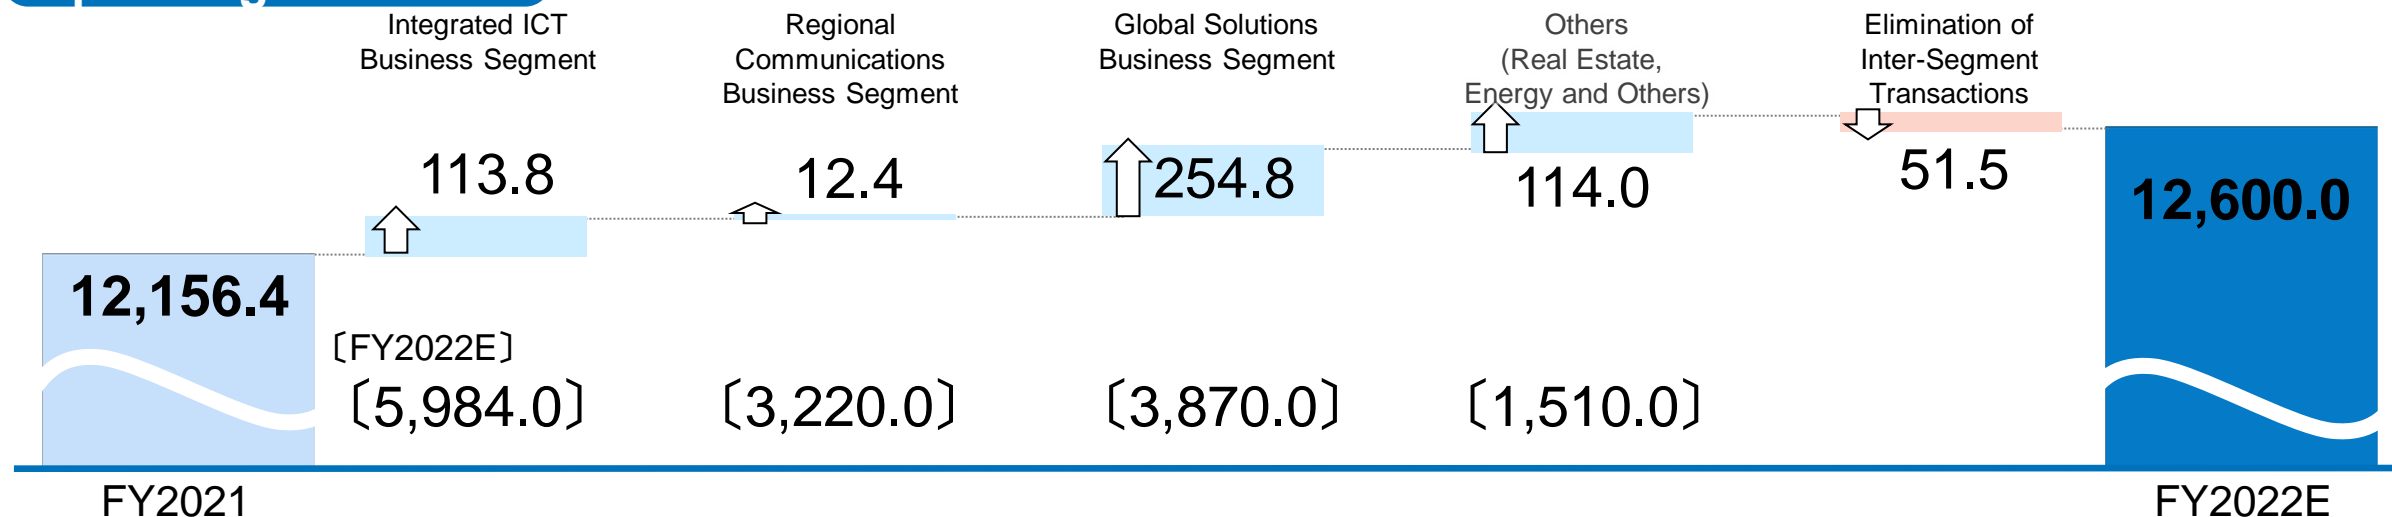 Integrated ICT
Business Segment
Regional
Communications
Business Segment
Global Solutions
Business Segment
Others
(Real Estate,
Energy and Others)
Elimination of
Inter-Segment
Transactions
113.8
12.4
254.8
114.0
51.5
12,156.4
12,600.0
〔FY2022E〕
〔5,984.0〕
〔3,220.0〕
〔3,870.0〕
〔1,510.0〕
FY2021
FY2022E